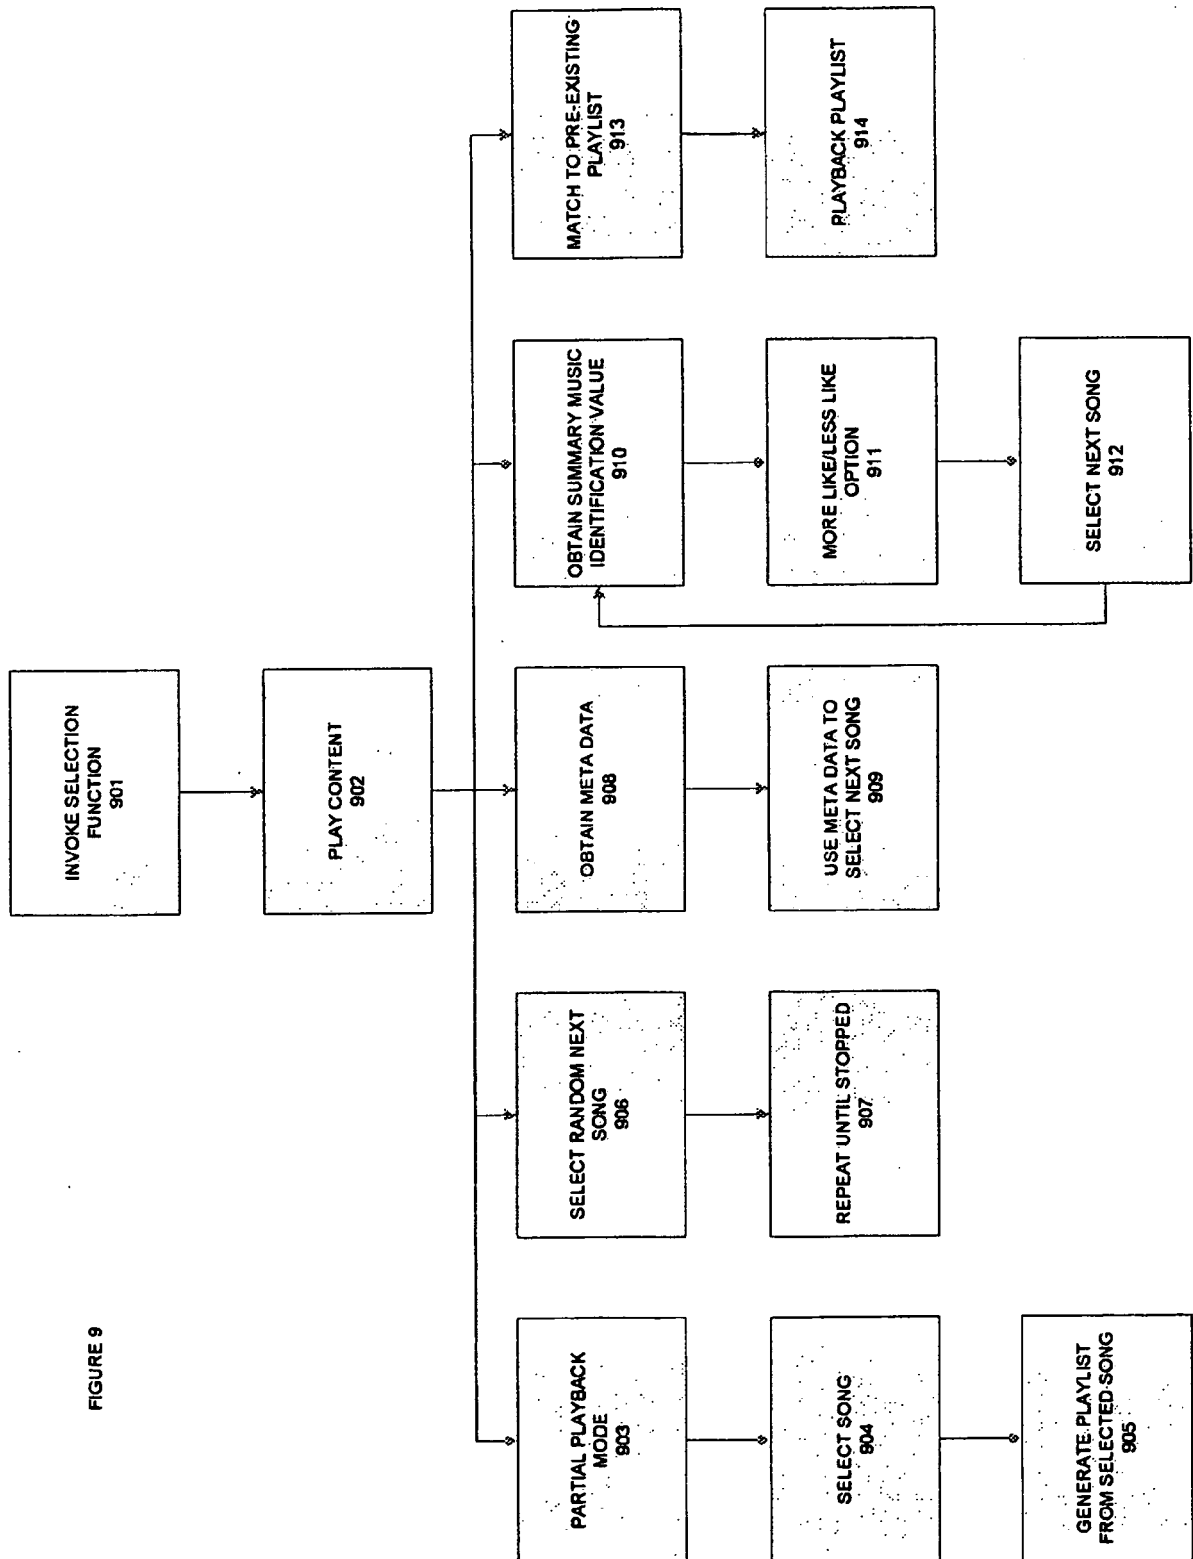 FIGURE 9
INVOKE SELECTION
FUNCTION
901
PLAY CONTENT
902
PARTIAL PLAYBACK
MODE
903
SELECT SONG
904
GENERATE PLAYLIST
FROM SELECTED SONG
905
SELECT RANDOM NEXT
SONG
906
REPEAT UNTIL STOPPED
907
OBTAIN META DATA
908
USE META DATA TO
SELECT NEXT SONG
909
OBTAIN SUMMARY MUSIC
IDENTIFICATION VALUE
910
MORE LIKE/LESS LIKE
OPTION
911
SELECT NEXT SONG
912
MATCH TO PRE-EXISTING
PLAYLIST
913
PLAYBACK PLAYLIST
914